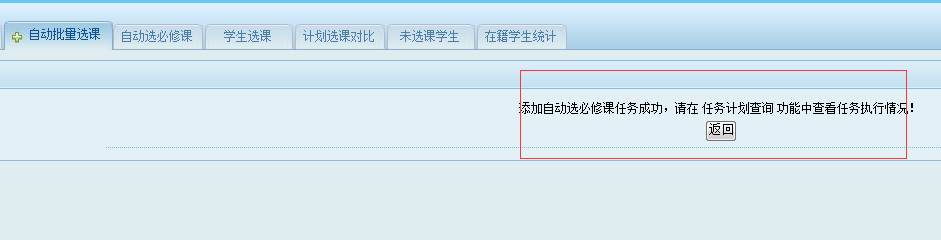 自动批量选课 自动选必修课 学生选课 计划选课对比 未选课学生 在籍学生统计
添加自动选必修课任务成功，请在 任务计划查询 功能中查看任务执行情况！
返回